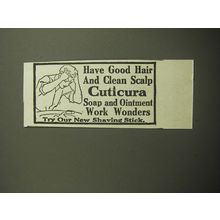 Have Good Hair
And Clean Scalp
Cuticura
Soap and Ointment
Work Wonders
Try Our New Shaving Stick.